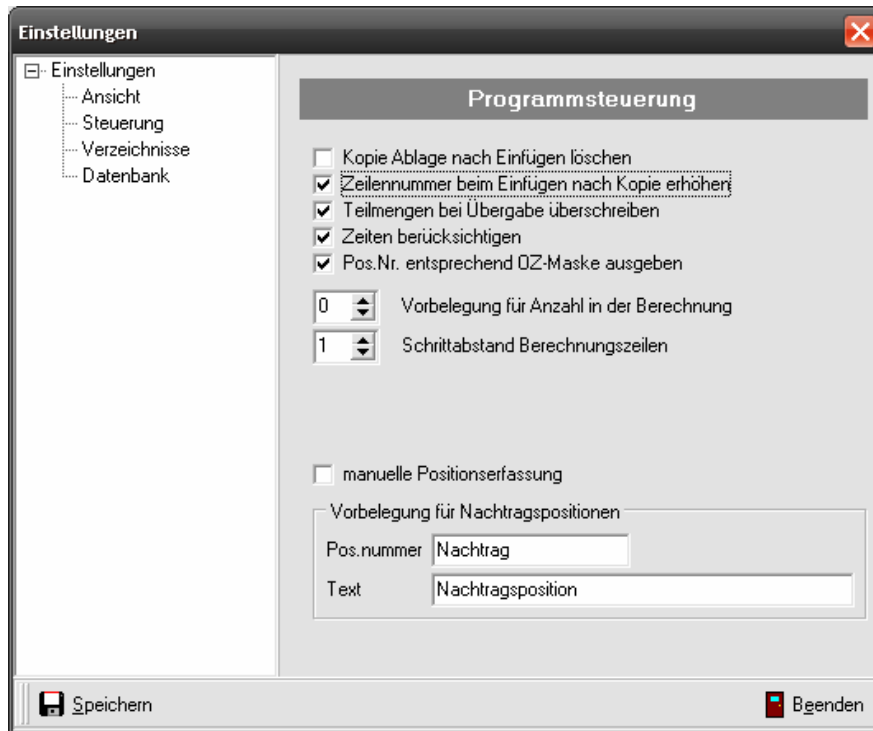 Einstellungen
Einstellungen
Ansicht
Steuerung
Verzeichnisse
Datenbank
Programmsteuerung
Kopie Ablage nach Einfügen löschen
Zeilennummer beim Einfügen nach Kopie erhöhen
Teilmengen bei Übergabe überschreiben
Zeiten berücksichtigen
Pos.Nr. entsprechend OZ-Maske ausgeben
0 Vorbelegung für Anzahl in der Berechnung
1 Schrittabstand Berechnungszeilen
manuelle Positionserfassung
Vorbelegung für Nachtragspositionen
Pos.nummer Nachtrag
Text Nachtragsposition
Speichern Beenden